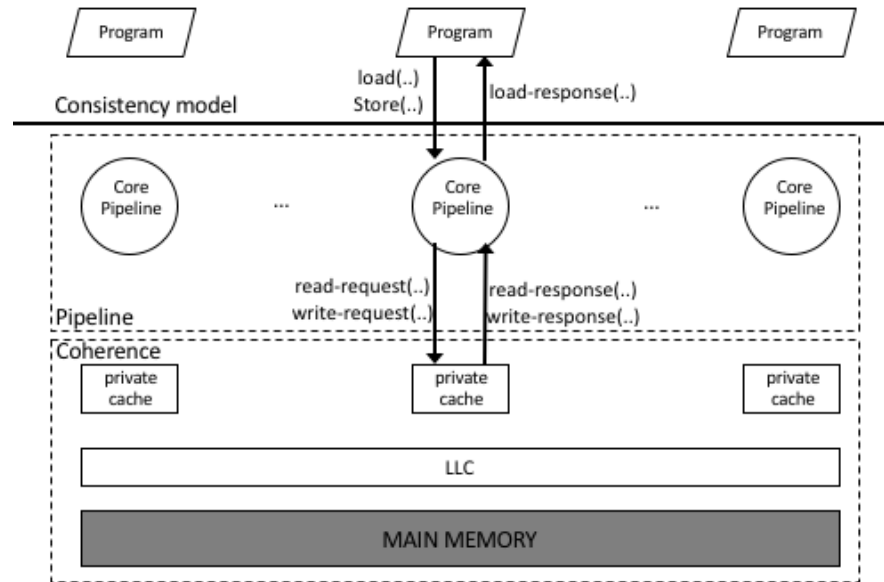 Program
Program
Program
load(..)
Store(..)
load-response(..)
Consistency model
Core
Pipeline
...
Core
Pipeline
...
Core
Pipeline
read-request(..)
write-request(..)
read-response(..)
write-response(..)
Pipeline
Coherence
private
cache
private
cache
private
cache
LLC
MAIN MEMORY